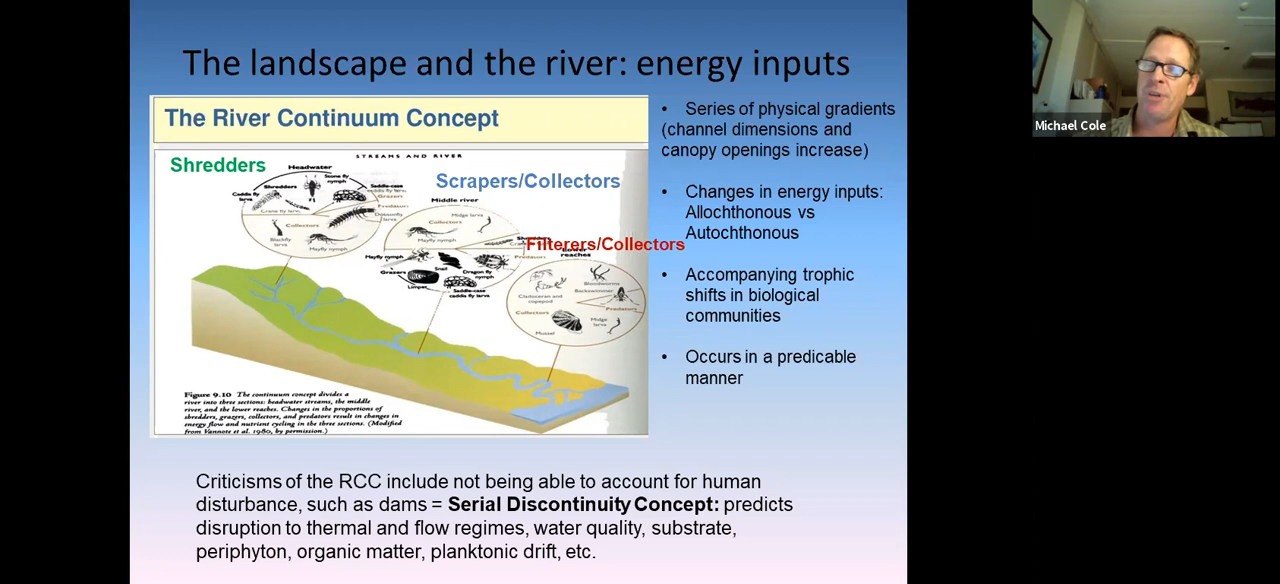 The landscape and the river: energy inputs
Michael Cole
The River Continuum Concept
STREAMS AND RIVER
Shredders
Headwater
Stone fly
nymph
Shredders
Caddis fly
larva
Saddle-case
caddis fly larva
Grazers
Predators
Crane fly larva
Dobsonfly
larva
Collectors
Blackfly
larva
Mayfly nymph
Scrapers/Collectors
Middle river
Midge larva
Collectors
Mayfly nymph
Shredders
Predators
Mayfly nymph
Snail
Dragon fly
nymph
Grazers
Limpet
Saddle-case
caddis fly larva
Filterers/Collectors
reaches
Bloodworms
Backswimmer
Cladoceran and
copepod
Predators
Collectors
Midge
larva
Mussel
Figure 9.10 The continuum concept divides a
river into three sections: headwater streams, the middle
river, and the lower reaches. Changes in the proportions of
shredders, grazers, collectors, and predators result in changes in
energy flow and nutrient cycling in the three sections. (Modified
from Vannote et al. 1980, by permission.)
• Series of physical gradients
(channel dimensions and
canopy openings increase)
• Changes in energy inputs:
Allochthonous vs
Autochthonous
• Accompanying trophic
shifts in biological
communities
• Occurs in a predicable
manner
Criticisms of the RCC include not being able to account for human
disturbance, such as dams = Serial Discontinuity Concept: predicts
disruption to thermal and flow regimes, water quality, substrate,
periphyton, organic matter, planktonic drift, etc.